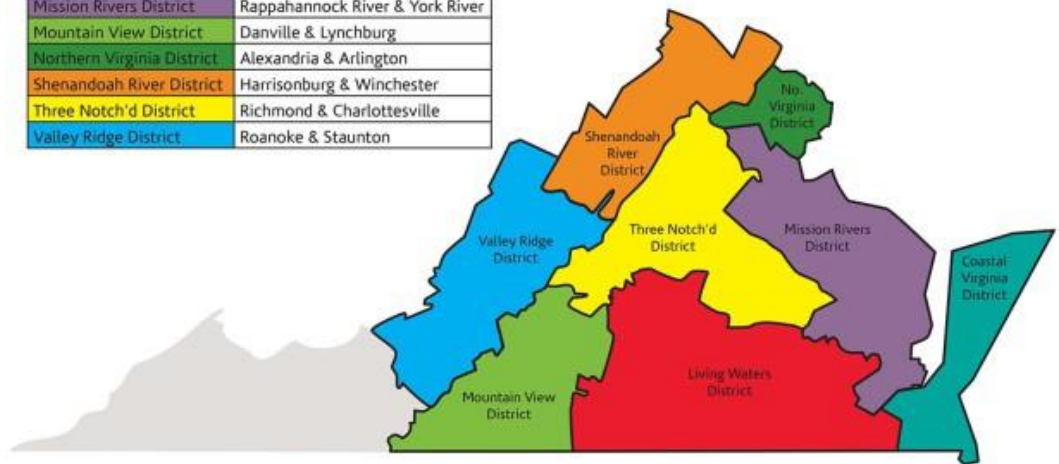 Mission Rivers District Rappahannock River & York River
Mountain View District Danville & Lynchburg
Northern Virginia District Alexandria & Arlington
Shenandoah River District Harrisonburg & Winchester
Three Notch'd District Richmond & Charlottesville
Valley Ridge District Roanoke & Staunton
No.
Virginia
District
Shenandoah
River
District
Three Notch'd
District
Mission Rivers
District
Valley Ridge
District
Coastal
Virginia
District
Living Waters
District
Mountain View
District